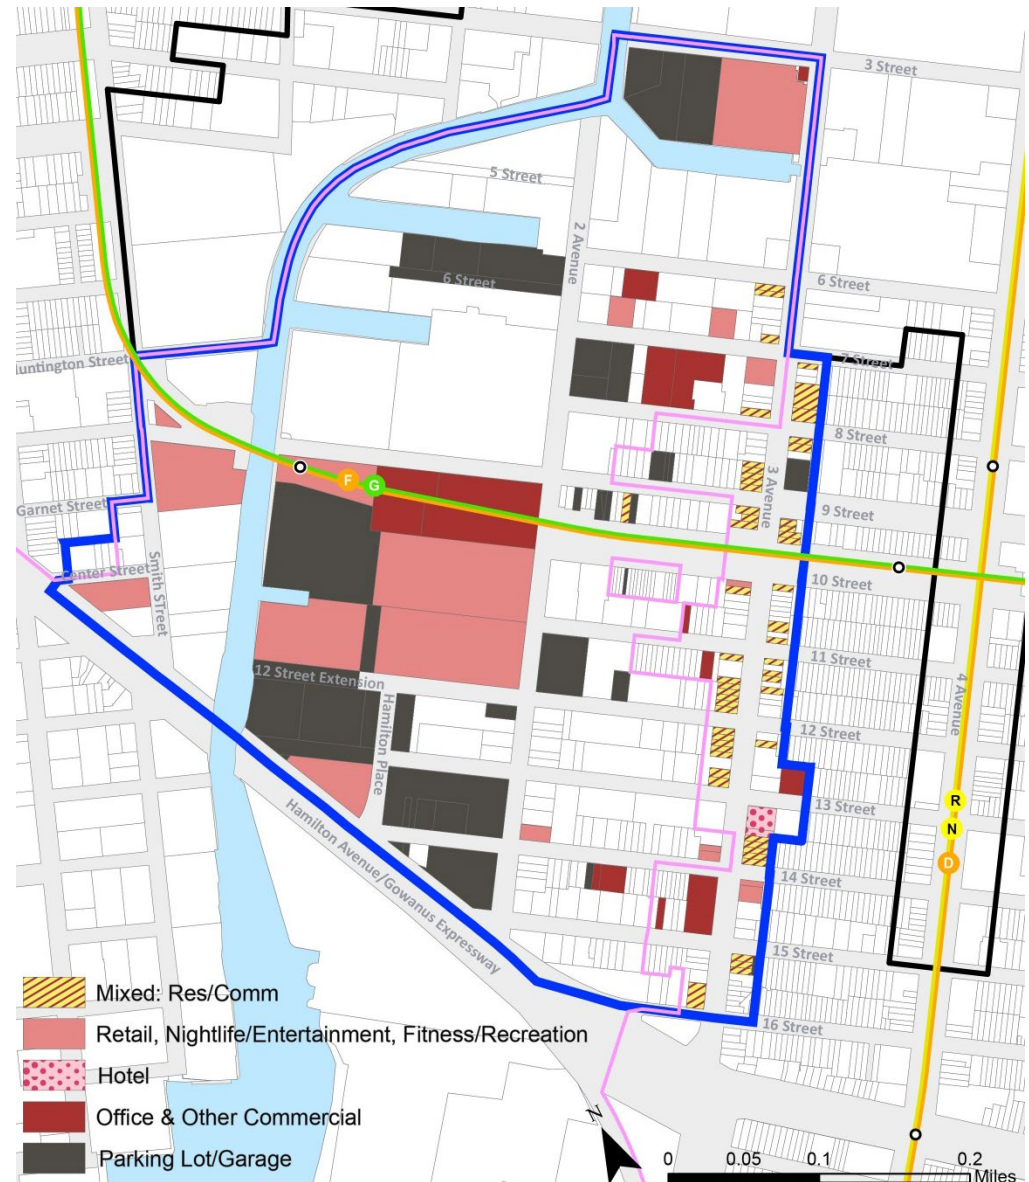 3 Street
5 Street
2 Avenue
6 Street
6 Street
7 Street
untington Street
8 Street
3 Avenue
F
G
9 Street
Garnet Street
Center Street
Smith STreet
10 Street
11 Street
4 Avenue
12 Street Extension
Hamilton Place
12 Street
R
13 Street
N
D
Hamilton Avenue/Gowanus Expressway
14 Street
15 Street
16 Street
Mixed: Res/Comm
Retail, Nightlife/Entertainment, Fitness/Recreation
Hotel
Office & Other Commercial
Parking Lot/Garage
N
0 0.05 0.1 0.2
Miles